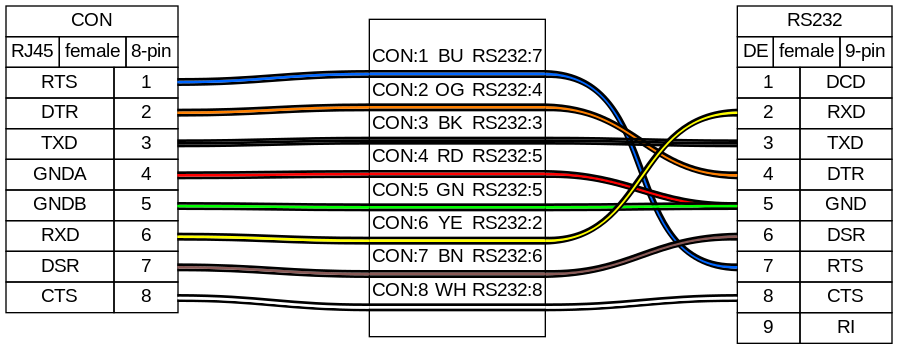 CON
RJ45 female 8-pin
RTS 1
DTR 2
TXD 3
GNDA 4
GNDB 5
RXD 6
DSR 7
CTS 8
CON:1 BU RS232:7
CON:2 OG RS232:4
CON:3 BK RS232:3
CON:4 RD RS232:5
CON:5 GN RS232:5
CON:6 YE RS232:2
CON:7 BN RS232:6
CON:8 WH RS232:8
RS232
DE female 9-pin
1 DCD
2 RXD
3 TXD
4 DTR
5 GND
6 DSR
7 RTS
8 CTS
9 RI